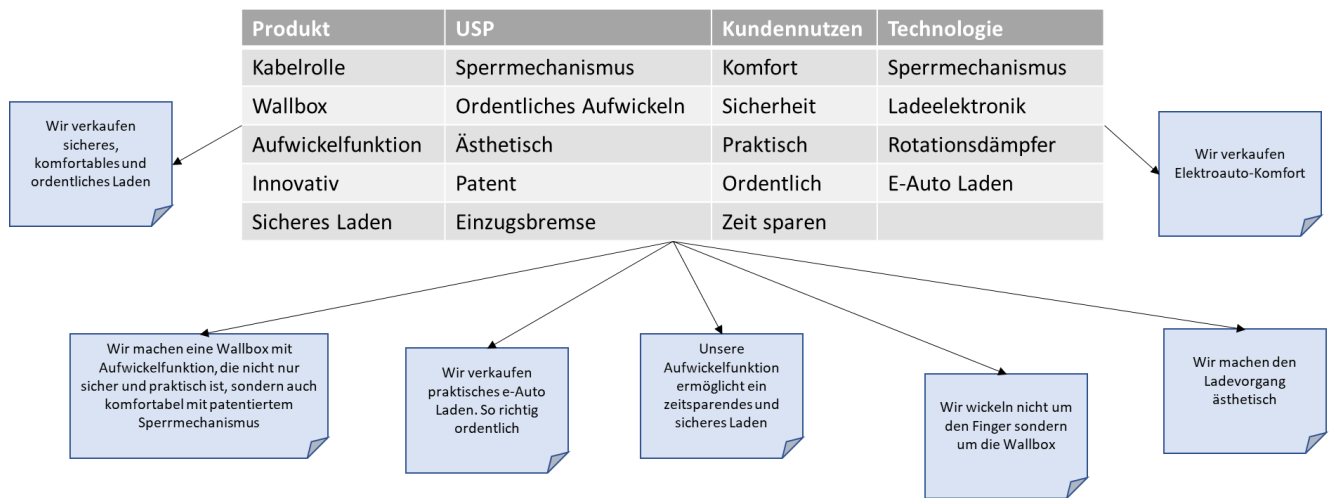 Produkt USP Kundennutzen Technologie
Kabelrolle Sperrmechanismus Komfort Sperrmechanismus
Wallbox Ordentliches Aufwickeln Sicherheit Ladeelektronik
Aufwickelfunktion Ästhetisch Praktisch Rotationsdämpfer
Innovativ Patent Ordentlich E-Auto Laden
Sicheres Laden Einzugsbremse Zeit sparen
Wir verkaufen
sicheres,
komfortables und
ordentliches Laden
Wir verkaufen
Elektroauto-Komfort
Wir machen eine Wallbox mit
Aufwickelfunktion, die nicht nur
sicher und praktisch ist, sondern auch
komfortabel mit patentiertem
Sperrmechanismus
Wir verkaufen
praktisches e-Auto
Laden. So richtig
ordentlich
Unsere
Aufwickelfunktion
ermöglicht ein
zeitsparendes und
sicheres Laden
Wir wickeln nicht um
den Finger sondern
um die Wallbox
Wir machen den
Ladevorgang
ästhetisch